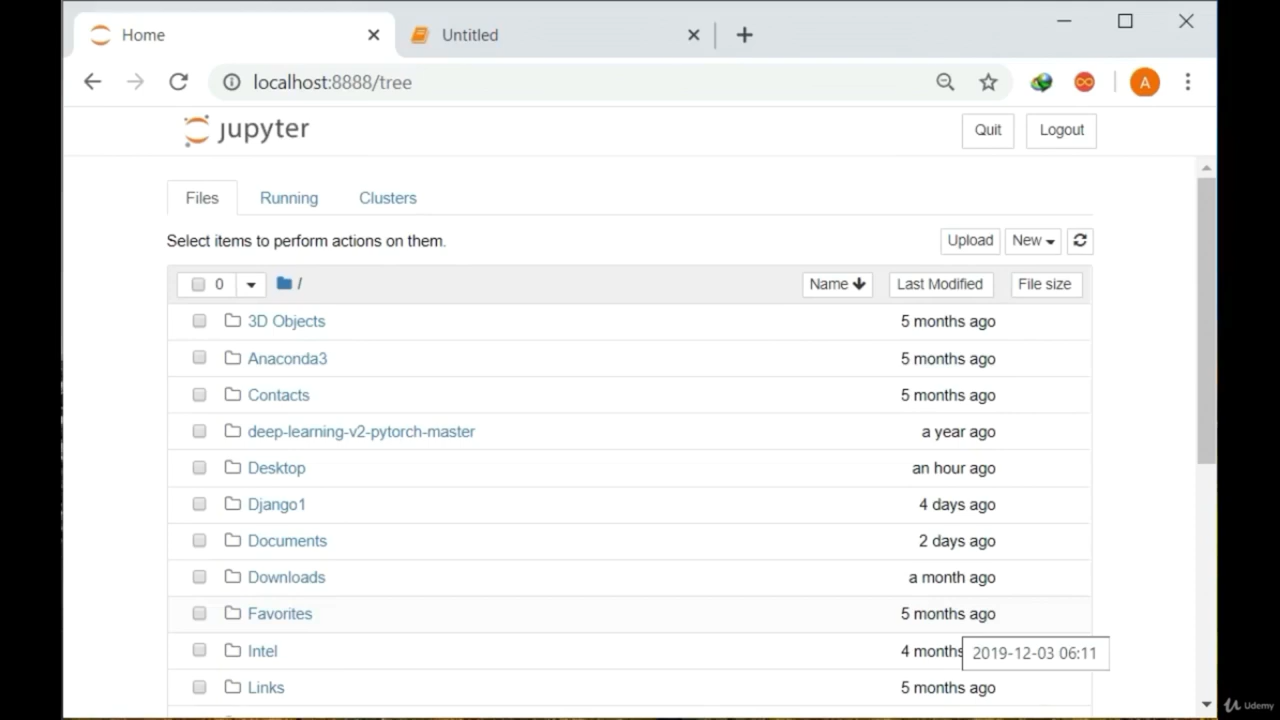 Home
Untitled
localhost:8888/tree
A
jupyter
Quit
Logout
Files
Running
Clusters
Select items to perform actions on them.
Upload
New
0
/
Name
Last Modified
File size
3D Objects
5 months ago
Anaconda3
5 months ago
Contacts
5 months ago
deep-learning-v2-pytorch-master
a year ago
Desktop
an hour ago
Django1
4 days ago
Documents
2 days ago
Downloads
a month ago
Favorites
5 months ago
Intel
4 months
2019-12-03 06:11
Links
5 months ago
Udemy